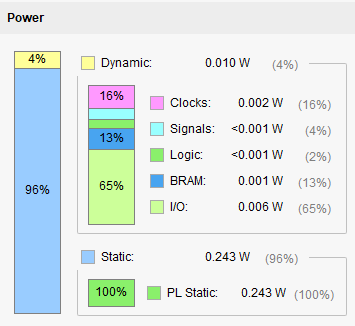 Power
4%
96%
Dynamic: 0.010 W (4%)
16%
13%
65%
Clocks: 0.002 W (16%)
Signals: <0.001 W (4%)
Logic: <0.001 W (2%)
BRAM: 0.001 W (13%)
I/O: 0.006 W (65%)
Static: 0.243 W (96%)
100%
PL Static: 0.243 W (100%)